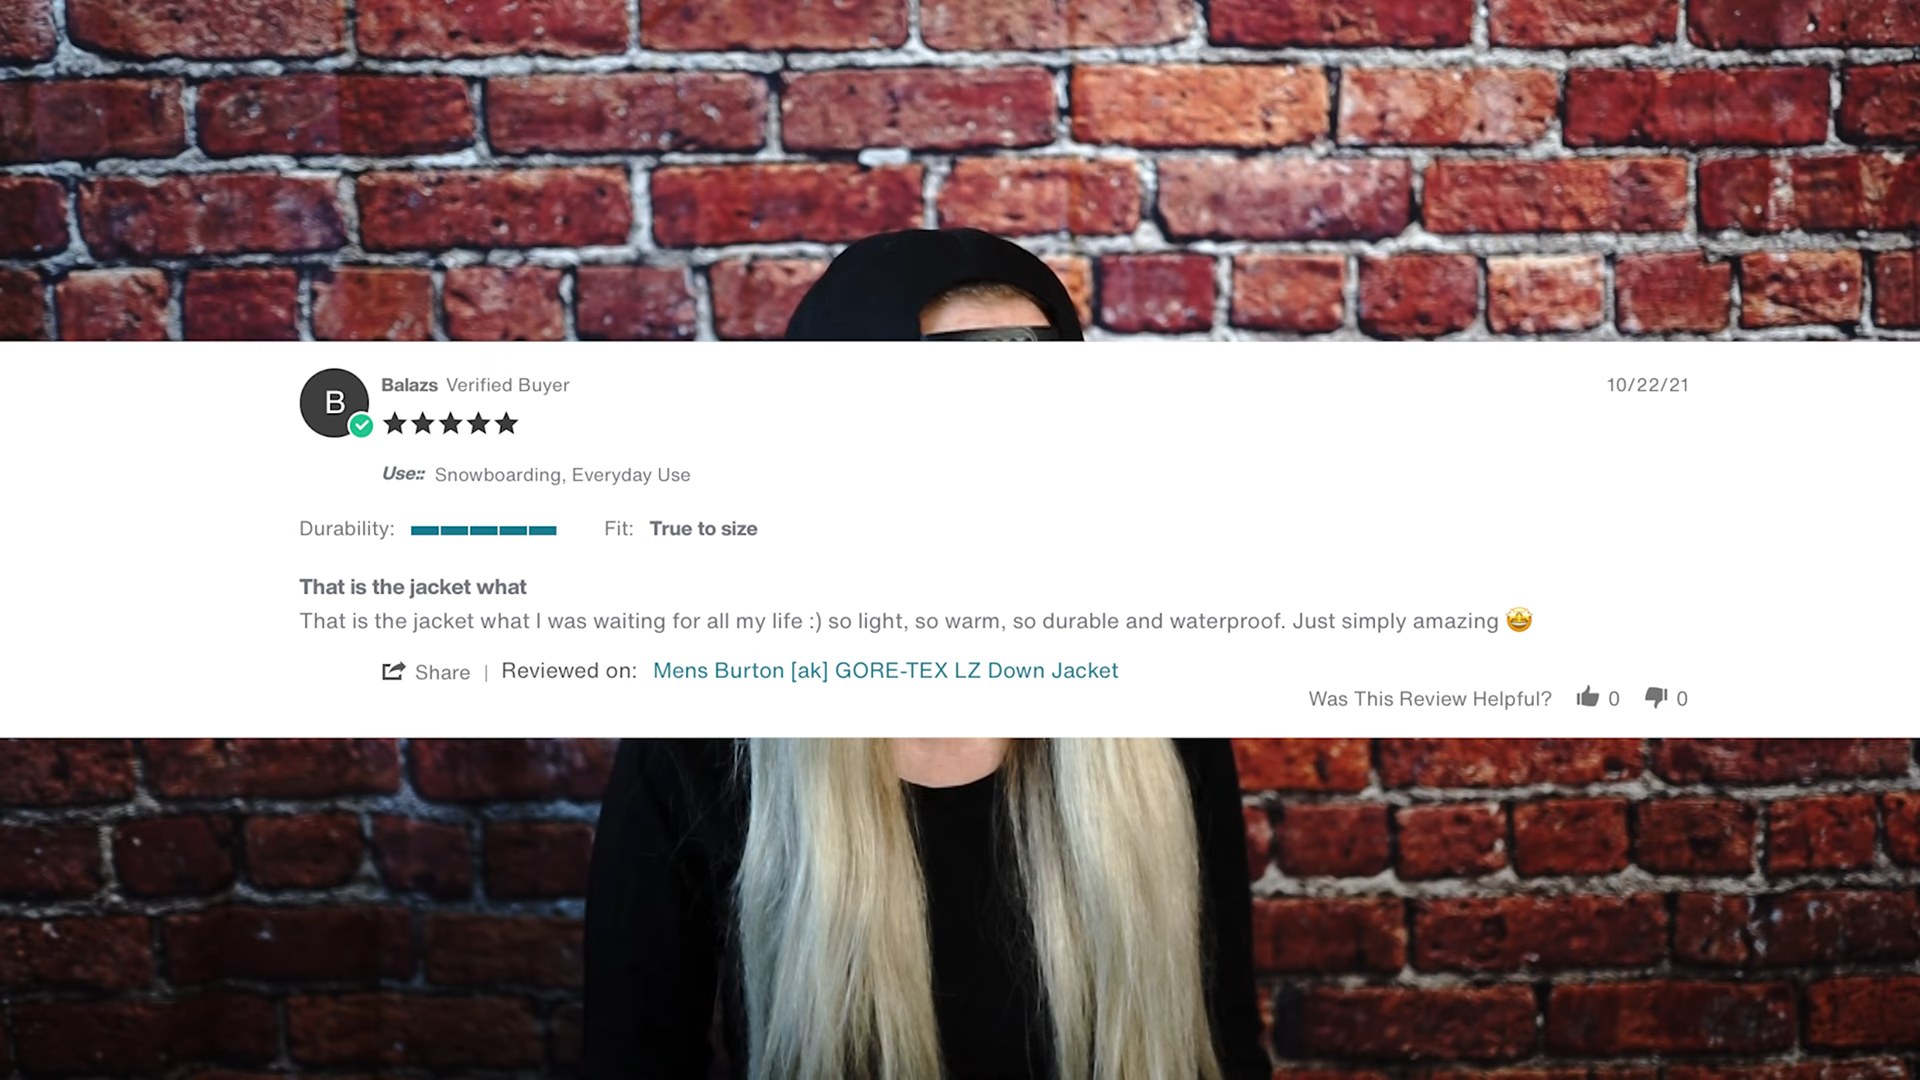 B
Balazs Verified Buyer
10/22/21
★★★★★
Use:: Snowboarding, Everyday Use
Durability: Fit: True to size
That is the jacket what
That is the jacket what I was waiting for all my life :) so light, so warm, so durable and waterproof. Just simply amazing 🤩
Share | Reviewed on: Mens Burton [ak] GORE-TEX LZ Down Jacket
Was This Review Helpful? 0 0